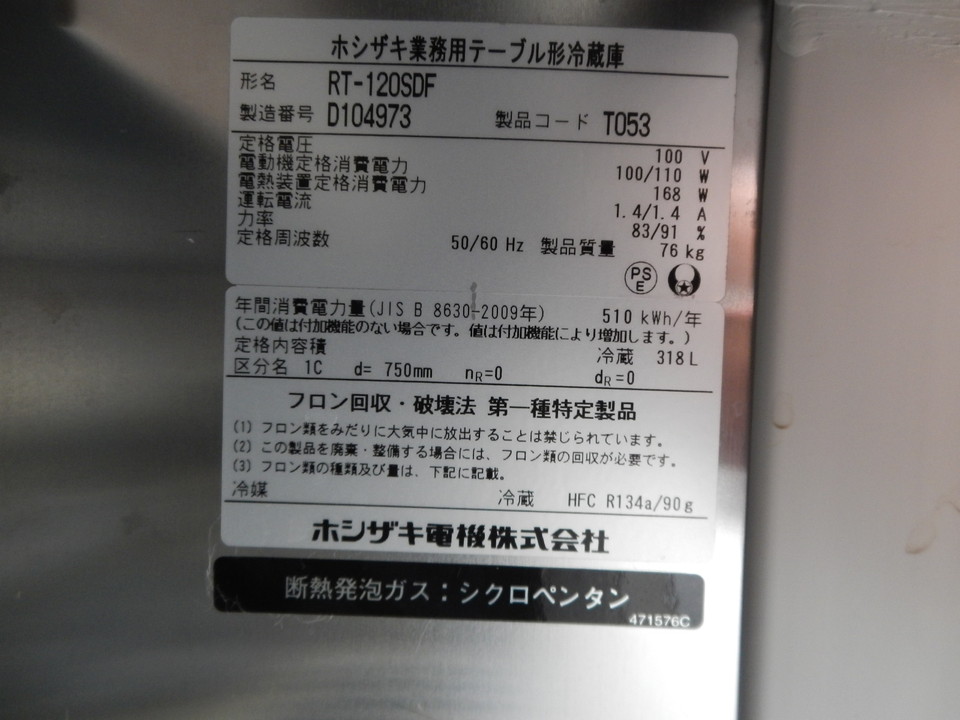 ホシザキ業務用テーブル形冷蔵庫
形名 RT-120SDF
製造番号 D104973 製品コード T053
定格電圧 100 V
電動機定格消費電力 100/110 W
電熱装置定格消費電力 168 W
運転電流 1.4/1.4 A
力率 83/91 %
定格周波数 50/60 Hz 製品質量 76 kg
PS
E
年間消費電力量(JIS B 8630-2009年) 510 kWh/年
(この値は付加機能のない場合です。値は付加機能により増加します。)
定格内容積 冷蔵 318 L
区分名 1C d= 750mm nR=0 dR=0
フロン回収・破壊法 第一種特定製品
(1) フロン類をみだりに大気中に放出することは禁じられています。
(2) この製品を廃棄・整備する場合には、フロン類の回収が必要です。
(3) フロン類の種類及び量は、下記に記載。
冷媒 冷蔵 HFC R134a/90g
ホシザキ電機株式会社
断熱発泡ガス:シクロペンタン
471576C